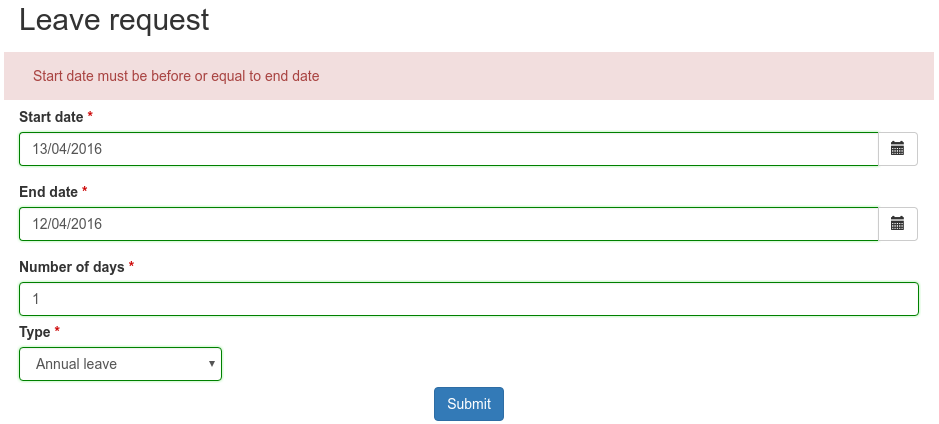 Leave request
Start date must be before or equal to end date
Start date *
13/04/2016
End date *
12/04/2016
Number of days *
1
Type *
Annual leave
Submit